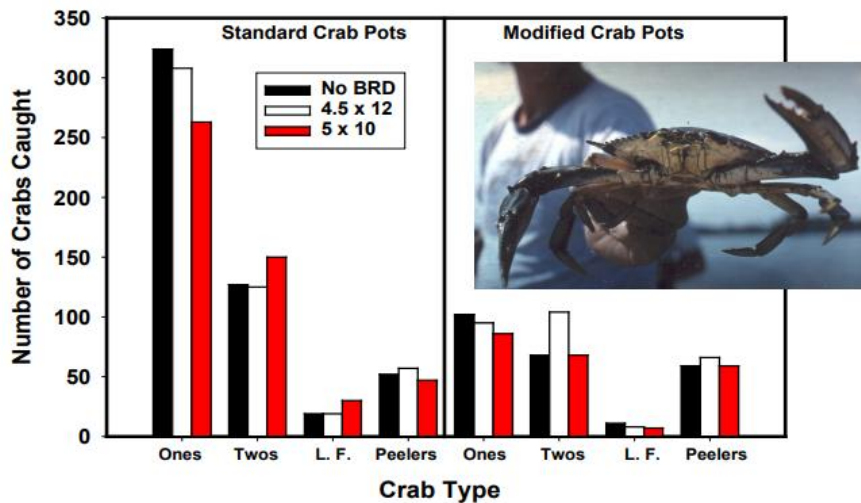 Number of Crabs Caught
350
300
250
200
150
100
50
0
Standard Crab Pots
No BRD
4.5 x 12
5 x 10
Modified Crab Pots
Ones Twos L. F. Peelers Ones Twos L. F. Peelers
Crab Type